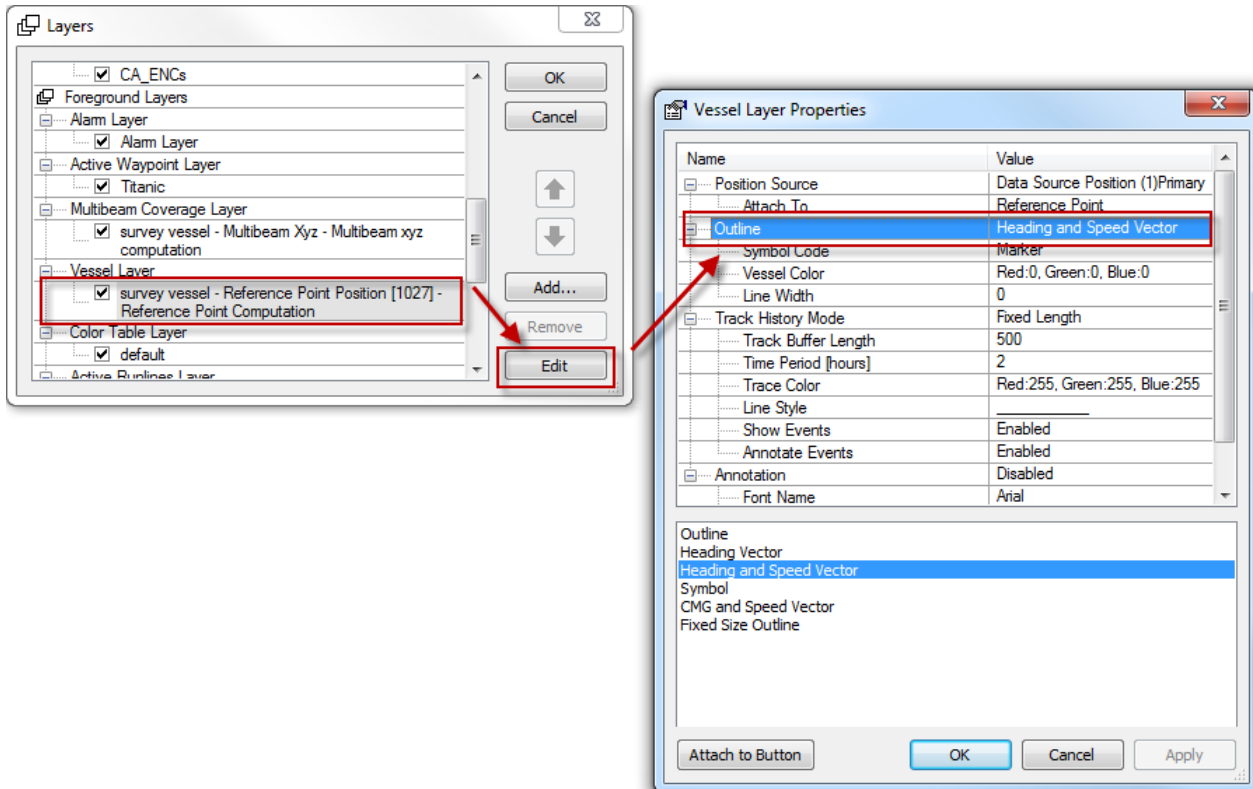 Layers
CA_ENCs
Foreground Layers
Alarm Layer
Alarm Layer
Active Waypoint Layer
Titanic
Multibeam Coverage Layer
survey vessel - Multibeam Xyz - Multibeam xyz
computation
Vessel Layer
survey vessel - Reference Point Position [1027] -
Reference Point Computation
Color Table Layer
default
Active Runlines Layer
OK
Cancel
Add...
Remove
Edit
Vessel Layer Properties
Name Value
Position Source Data Source Position (1)Primary
Attach To Reference Point
Outline Heading and Speed Vector
Symbol Code Marker
Vessel Color Red:0, Green:0, Blue:0
Line Width 0
Track History Mode Fixed Length
Track Buffer Length 500
Time Period [hours] 2
Trace Color Red:255, Green:255, Blue:255
Line Style
Show Events Enabled
Annotate Events Enabled
Annotation Disabled
Font Name Arial
Outline
Heading Vector
Heading and Speed Vector
Symbol
CMG and Speed Vector
Fixed Size Outline
Attach to Button
OK
Cancel
Apply